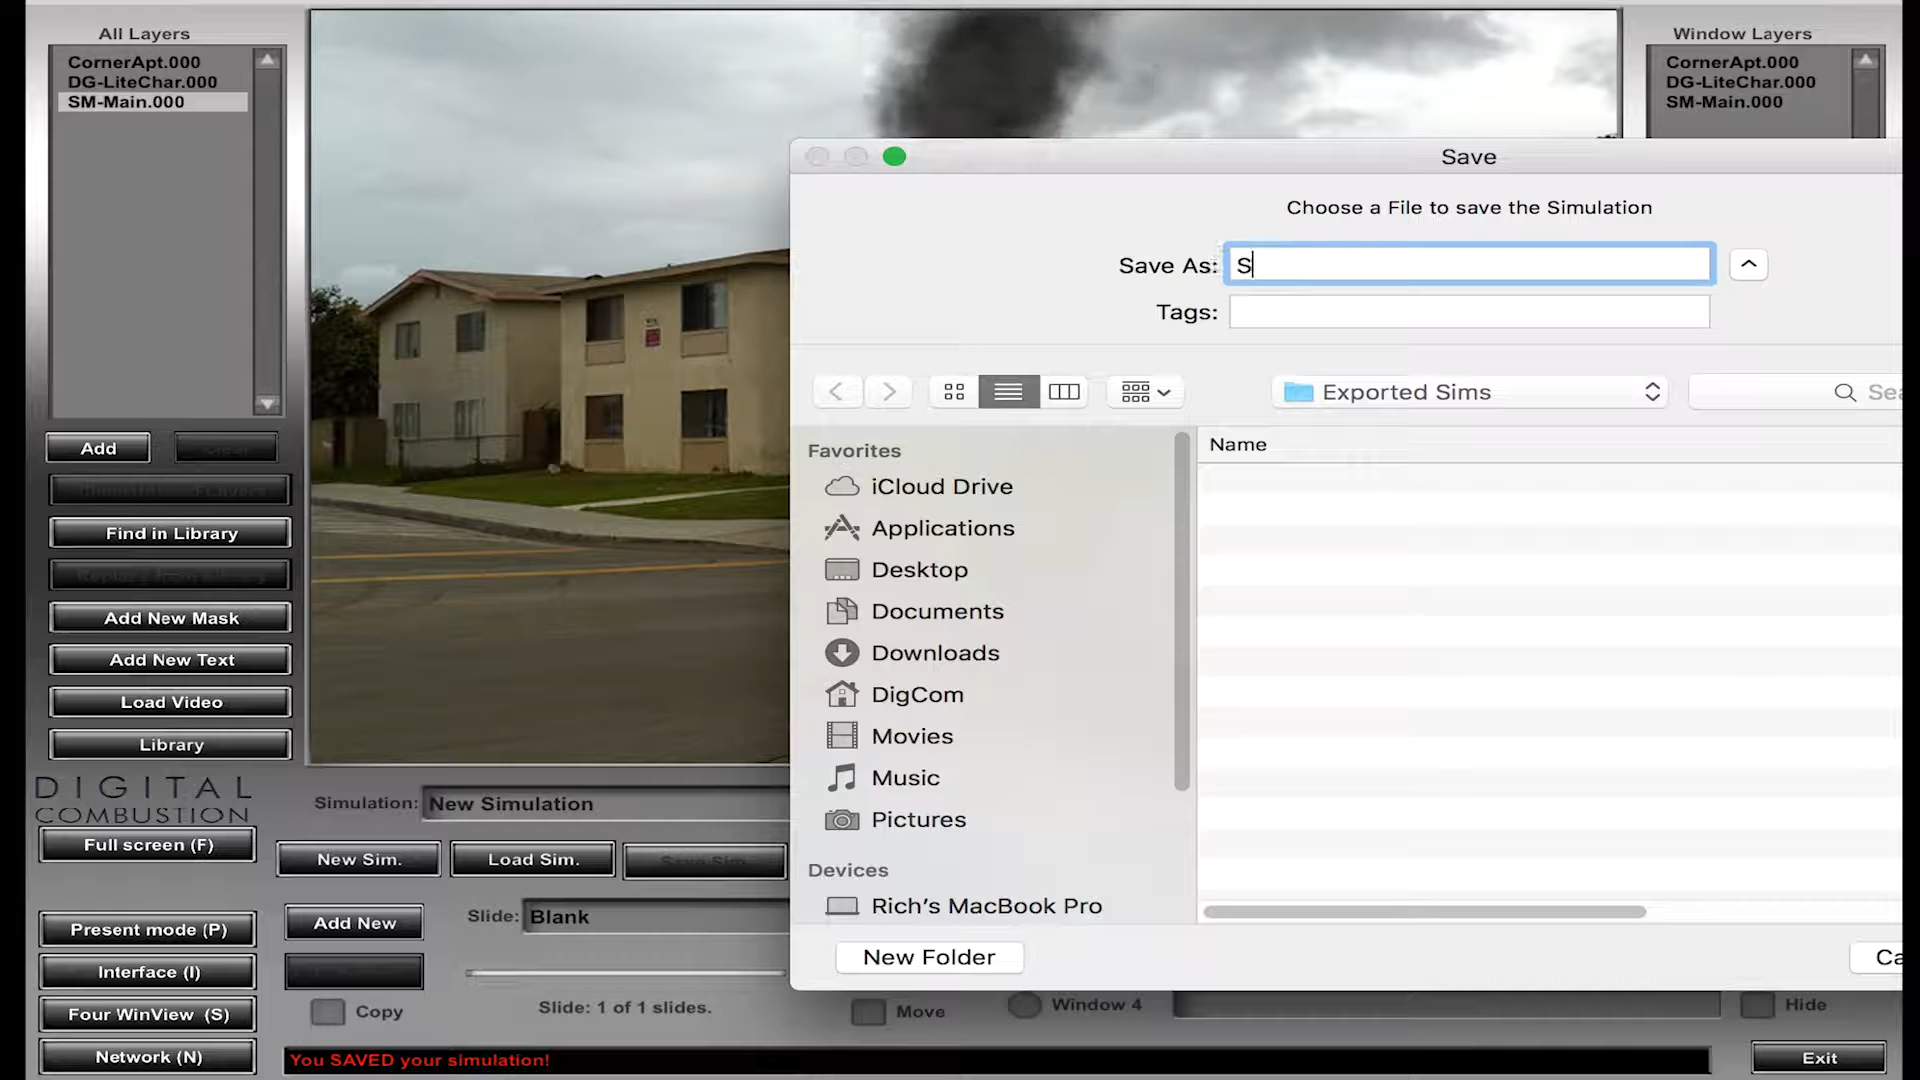 All Layers
CornerApt.000
DG-LiteChar.000
SM-Main.000
Add
Find in Library
Add New Mask
Add New Text
Load Video
Library
DIGITAL
COMBUSTION
Full screen (F)
Present mode (P)
Interface (I)
Four WinView (S)
Network (N)
Simulation: New Simulation
New Sim.
Load Sim.
Save Sim.
Add New
Slide: Blank
Copy
Slide: 1 of 1 slides.
Move
Window 4
Hide
You SAVED your simulation!
Exit
Window Layers
CornerApt.000
DG-LiteChar.000
SM-Main.000
Save
Choose a File to save the Simulation
Save As: S
Tags:
Exported Sims
Sea
Favorites
iCloud Drive
Applications
Desktop
Documents
Downloads
DigCom
Movies
Music
Pictures
Devices
Rich's MacBook Pro
Name
New Folder
Ca